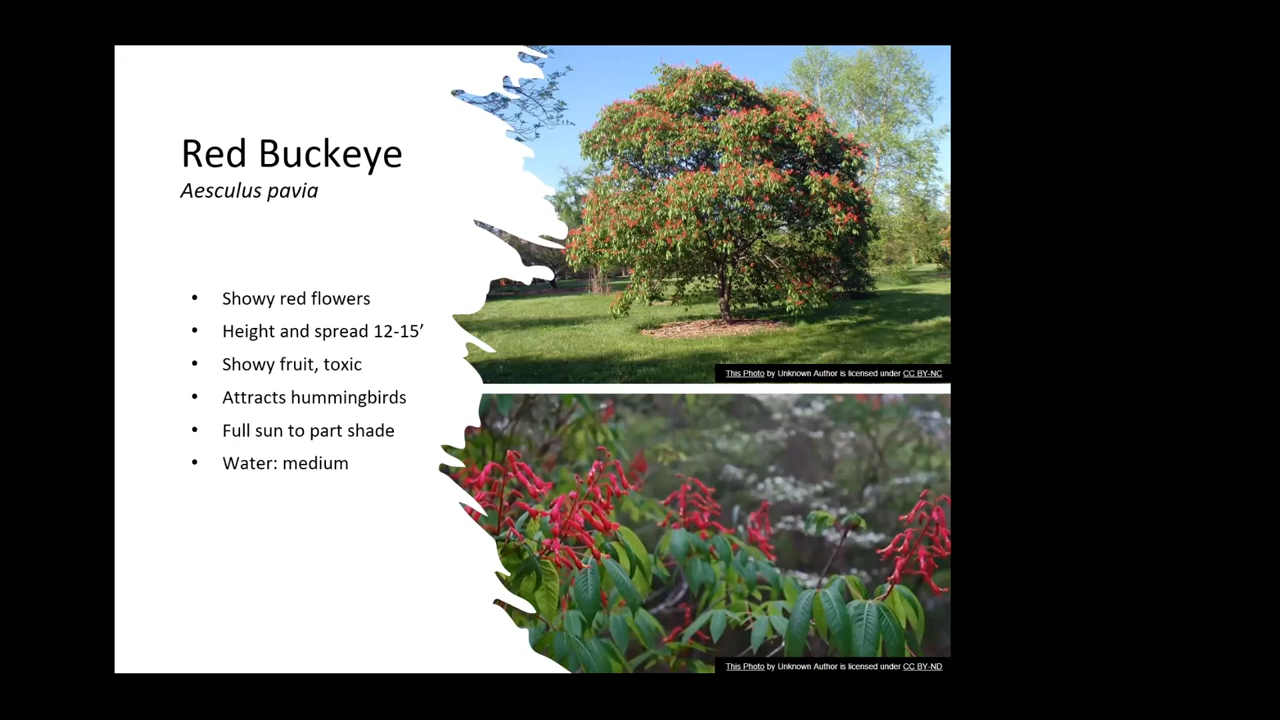 Red Buckeye
Aesculus pavia
• Showy red flowers
• Height and spread 12-15’
• Showy fruit, toxic
• Attracts hummingbirds
• Full sun to part shade
• Water: medium
This Photo by Unknown Author is licensed under CC BY-NC
This Photo by Unknown Author is licensed under CC BY-ND